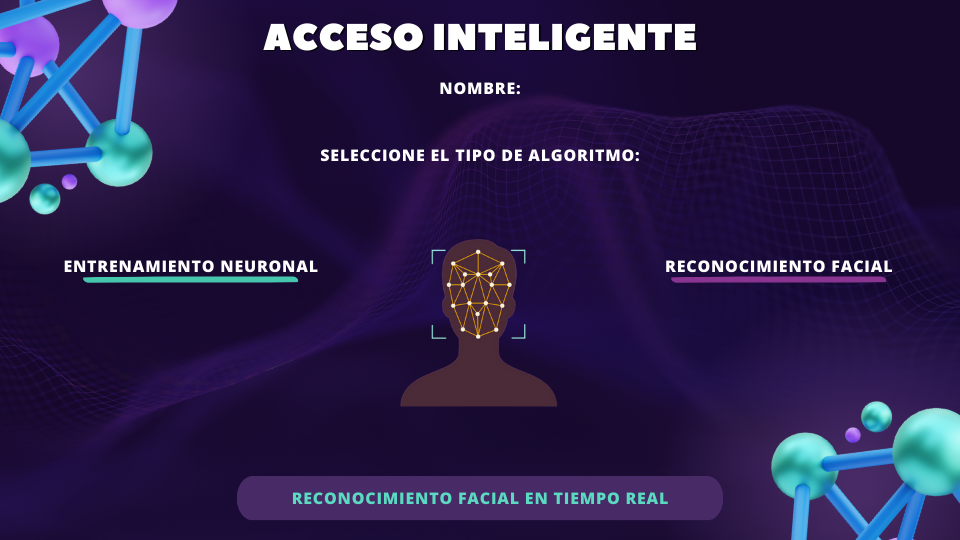 ACCESO INTELIGENTE
NOMBRE:
SELECCIONE EL TIPO DE ALGORITMO:
ENTRENAMIENTO NEURONAL
RECONOCIMIENTO FACIAL
RECONOCIMIENTO FACIAL EN TIEMPO REAL